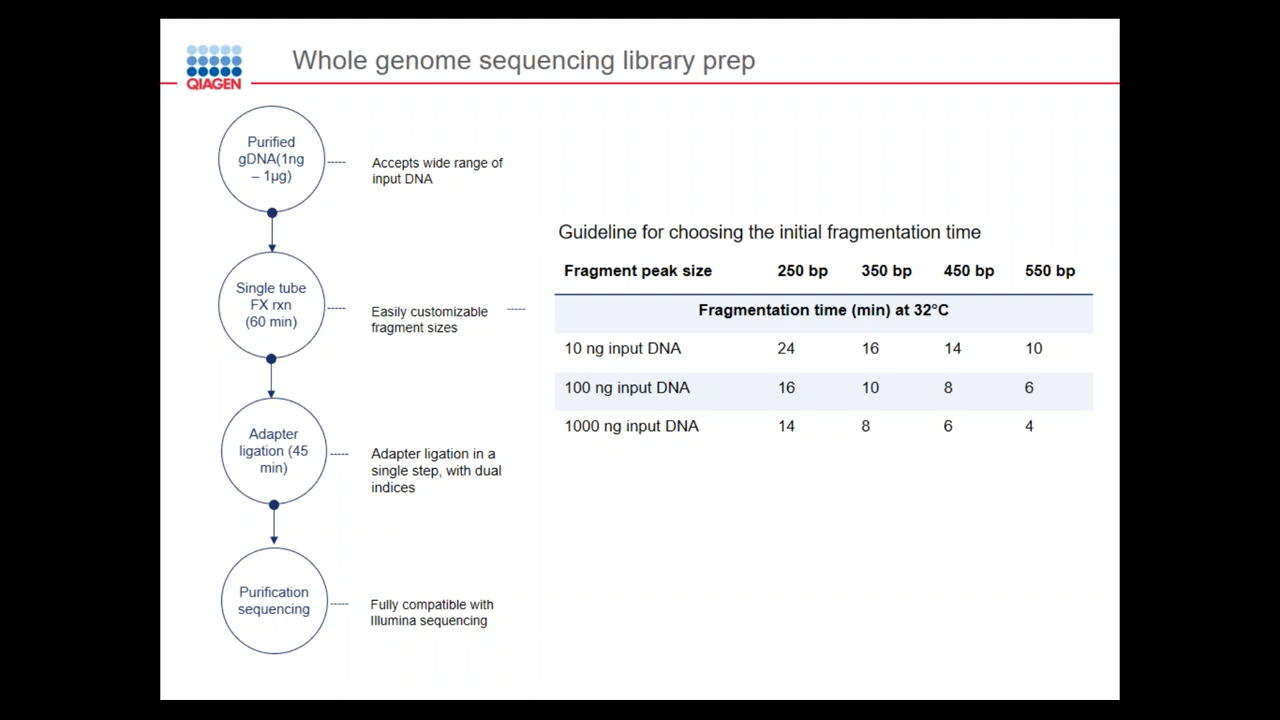 Whole genome sequencing library prep
QIAGEN
Purified
gDNA(1ng
– 1µg)
Accepts wide range of
input DNA
Single tube
FX rxn
(60 min)
Easily customizable
fragment sizes
Adapter
ligation (45
min)
Adapter ligation in a
single step, with dual
indices
Purification
sequencing
Fully compatible with
Illumina sequencing
Guideline for choosing the initial fragmentation time
Fragment peak size 250 bp 350 bp 450 bp 550 bp
Fragmentation time (min) at 32°C
10 ng input DNA 24 16 14 10
100 ng input DNA 16 10 8 6
1000 ng input DNA 14 8 6 4